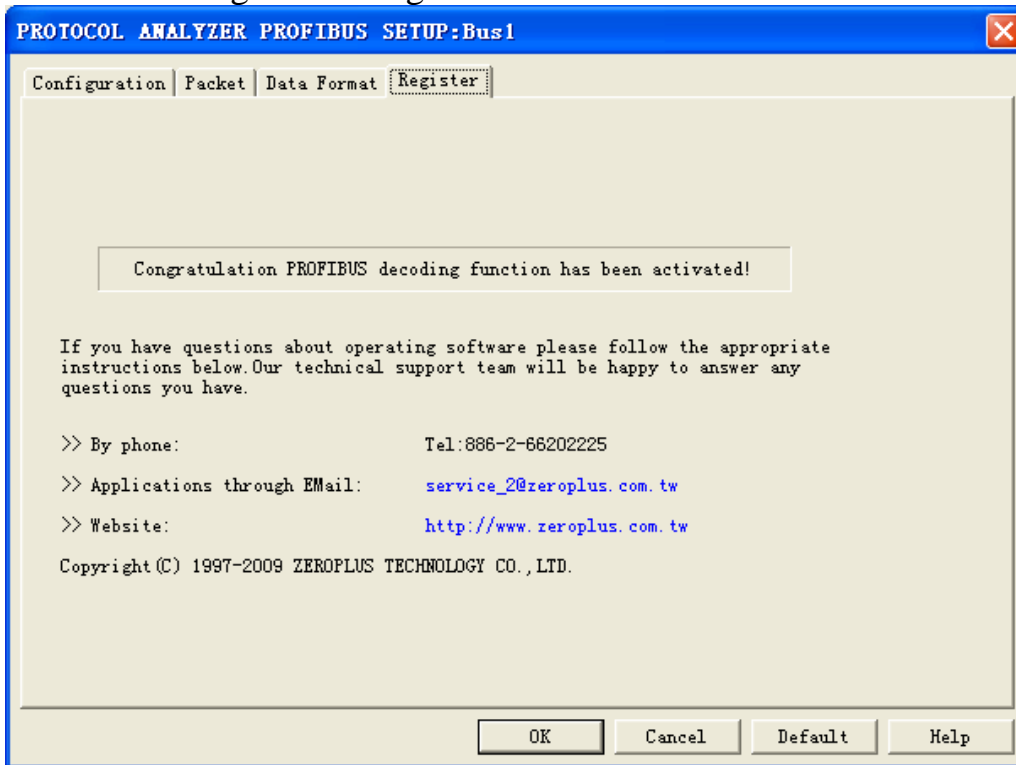 PROTOCOL ANALYZER PROFIBUS SETUP:Bus1
Configuration Packet Data Format Register
Congratulation PROFIBUS decoding function has been activated!
If you have questions about operating software please follow the appropriate
instructions below.Our technical support team will be happy to answer any
questions you have.
>> By phone: Tel:886-2-66202225
>> Applications through EMail: service_2@zeroplus.com.tw
>> Website: http://www.zeroplus.com.tw
Copyright(C) 1997-2009 ZEROPLUS TECHNOLOGY CO.,LTD.
OK Cancel Default Help